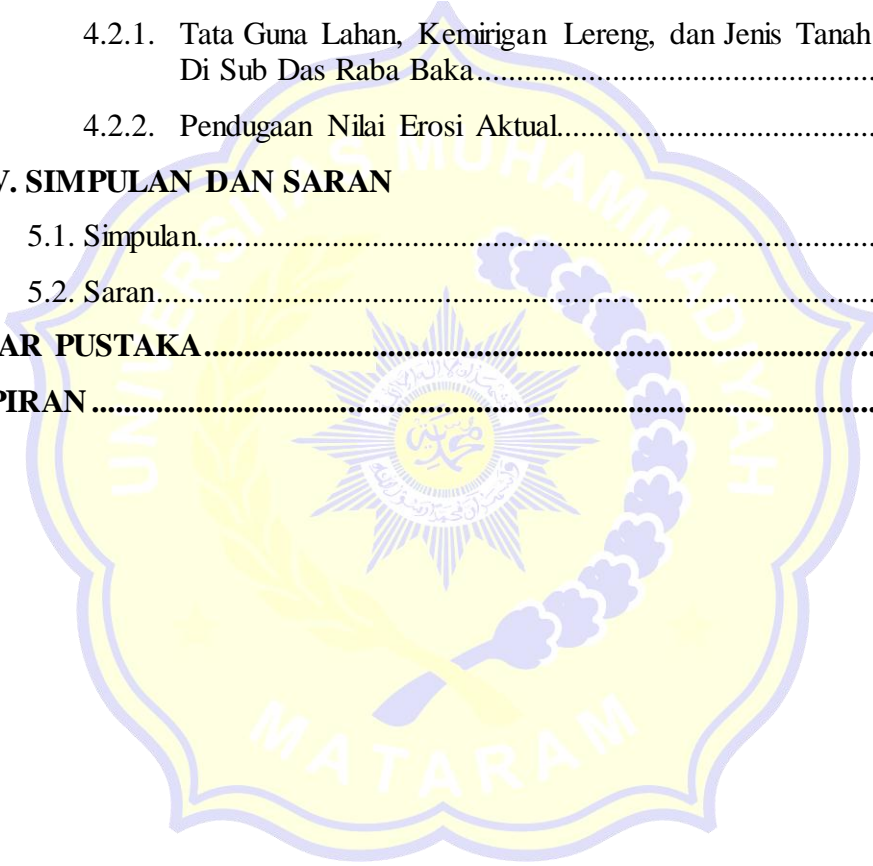 4.2.1. Tata Guna Lahan, Kemirigan Lereng, dan Jenis Tanah
Di Sub Das Raba Baka................................................
4.2.2. Pendugaan Nilai Erosi Aktual.......................................
V. SIMPULAN DAN SARAN
5.1. Simpulan...................................................................................
5.2. Saran........................................................................................
AR PUSTAKA..................................................................................
PIRAN................................................................................................
UNIVERSITAS MUHAMMADIYAH
MATARAM